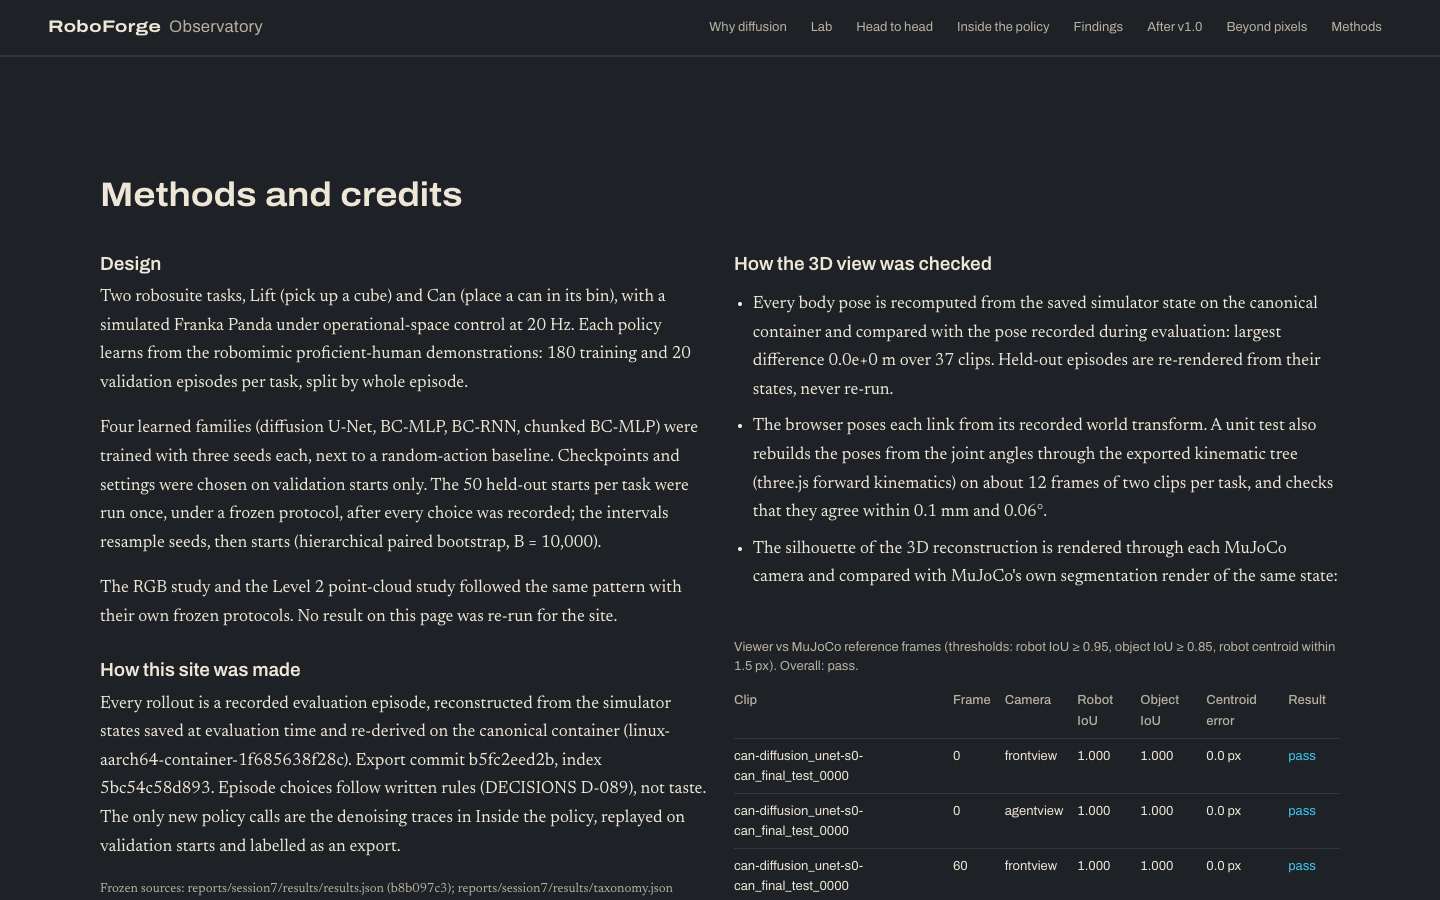 RoboForge Observatory
Why diffusion Lab Head to head Inside the policy Findings After v1.0 Beyond pixels Methods
Methods and credits
Design
Two robosuite tasks, Lift (pick up a cube) and Can (place a can in its bin), with a
simulated Franka Panda under operational-space control at 20 Hz. Each policy
learns from the robomimic proficient-human demonstrations: 180 training and 20
validation episodes per task, split by whole episode.
Four learned families (diffusion U-Net, BC-MLP, BC-RNN, chunked BC-MLP) were
trained with three seeds each, next to a random-action baseline. Checkpoints and
settings were chosen on validation starts only. The 50 held-out starts per task were
run once, under a frozen protocol, after every choice was recorded; the intervals
resample seeds, then starts (hierarchical paired bootstrap, B = 10,000).
The RGB study and the Level 2 point-cloud study followed the same pattern with
their own frozen protocols. No result on this page was re-run for the site.
How this site was made
Every rollout is a recorded evaluation episode, reconstructed from the simulator
states saved at evaluation time and re-derived on the canonical container (linux-
aarch64-container-1f685638f28c). Export commit b5fc2eed2b, index
5bc54c58d893. Episode choices follow written rules (DECISIONS D-089), not taste.
The only new policy calls are the denoising traces in Inside the policy, replayed on
validation starts and labelled as an export.
Frozen sources: reports/session7/results/results.json (b8b097c3); reports/session7/results/taxonomy.json
How the 3D view was checked
• Every body pose is recomputed from the saved simulator state on the canonical
container and compared with the pose recorded during evaluation: largest
difference 0.0e+0 m over 37 clips. Held-out episodes are re-rendered from their
states, never re-run.
• The browser poses each link from its recorded world transform. A unit test also
rebuilds the poses from the joint angles through the exported kinematic tree
(three.js forward kinematics) on about 12 frames of two clips per task, and checks
that they agree within 0.1 mm and 0.06°.
• The silhouette of the 3D reconstruction is rendered through each MuJoCo
camera and compared with MuJoCo's own segmentation render of the same state:
Viewer vs MuJoCo reference frames (thresholds: robot IoU ≥ 0.95, object IoU ≥ 0.85, robot centroid within
1.5 px). Overall: pass.
Clip Frame Camera Robot IoU Object IoU Centroid error Result
can-diffusion_unet-s0-can_final_test_0000 0 frontview 1.000 1.000 0.0 px pass
can-diffusion_unet-s0-can_final_test_0000 0 agentview 1.000 1.000 0.0 px pass
can-diffusion_unet-s0-can_final_test_0000 60 frontview 1.000 1.000 0.0 px pass